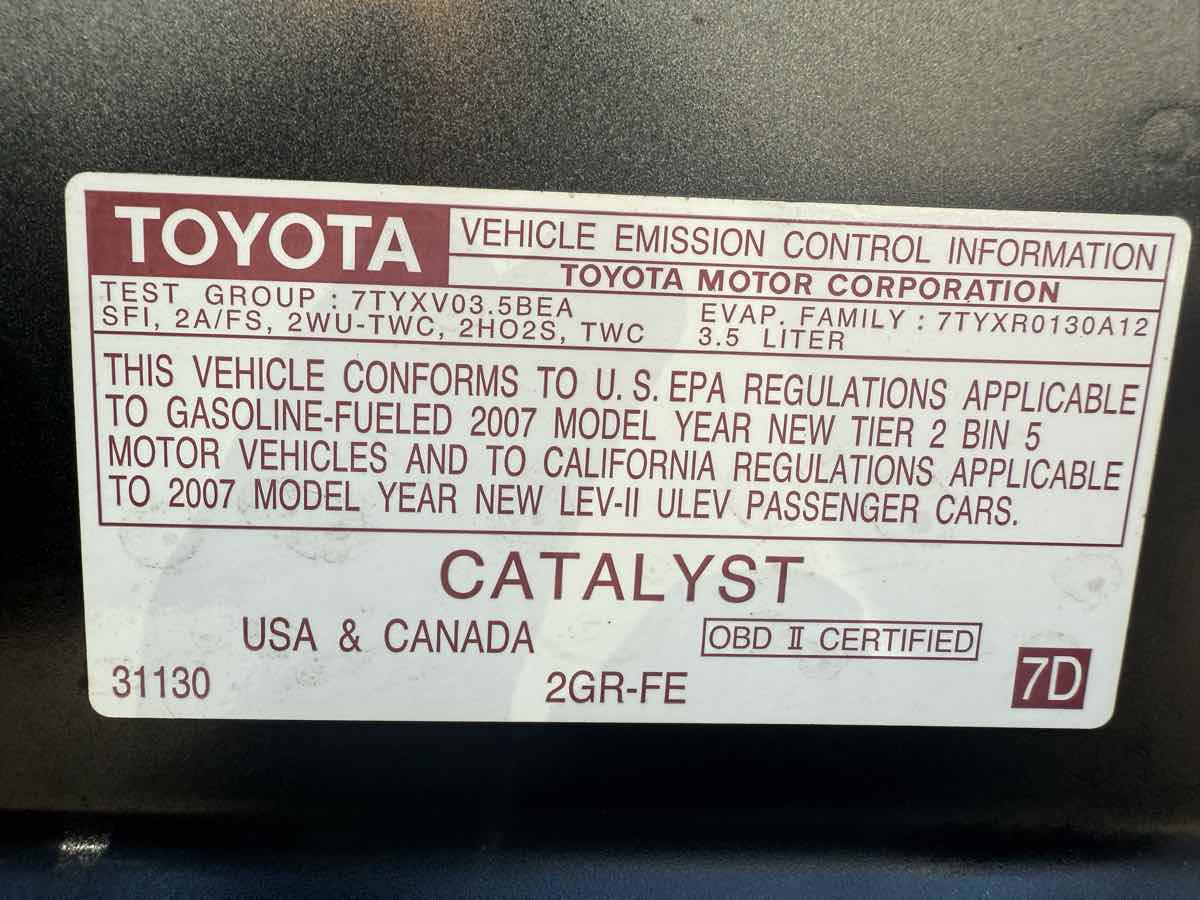 TOYOTA VEHICLE EMISSION CONTROL INFORMATION
TOYOTA MOTOR CORPORATION
TEST GROUP : 7TYXV03.5BEA EVAP. FAMILY : 7TYXR0130A12
SFI, 2A/FS, 2WU-TWC, 2HO2S, TWC 3.5 LITER
THIS VEHICLE CONFORMS TO U.S. EPA REGULATIONS APPLICABLE
TO GASOLINE-FUELED 2007 MODEL YEAR NEW TIER 2 BIN 5
MOTOR VEHICLES AND TO CALIFORNIA REGULATIONS APPLICABLE
TO 2007 MODEL YEAR NEW LEV-II ULEV PASSENGER CARS.
CATALYST
USA & CANADA OBD II CERTIFIED
31130 2GR-FE 7D